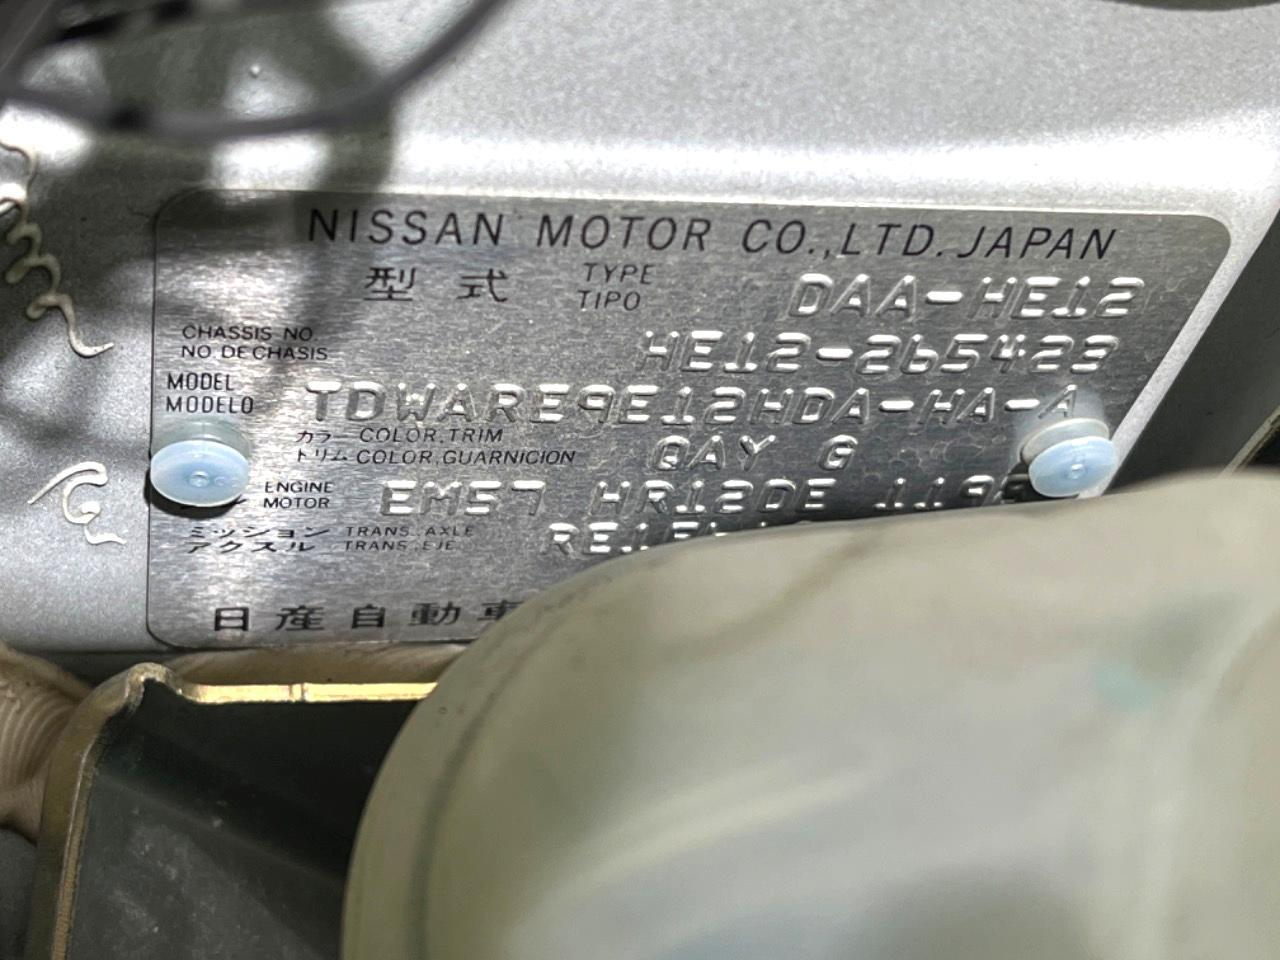 NISSAN MOTOR CO.,LTD. JAPAN
型式 TYPE TIPO DAA-HE12
CHASSIS NO
NO. DE CHASIS HE12-265423
MODEL
MODELO TDWARE9E12HDA-HA-A
カラー COLOR,TRIM
トリム COLOR,GUARNICION QAY G
ENGINE
MOTOR EM57 HR12DE
ミッション TRANS. AXLE
アクスル TRANS. EJE
日産自動車